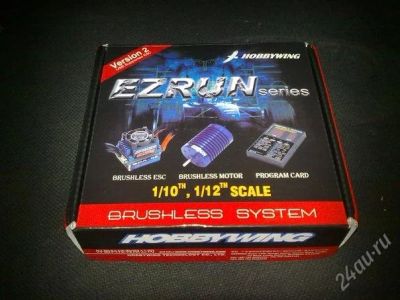 Version 2
HOBBYWING
EZRUN series
BRUSHLESS ESC
BRUSHLESS MOTOR
PROGRAM CARD
1/10TH, 1/12TH SCALE
BRUSHLESS SYSTEM
HOBBYWING
24au.ru